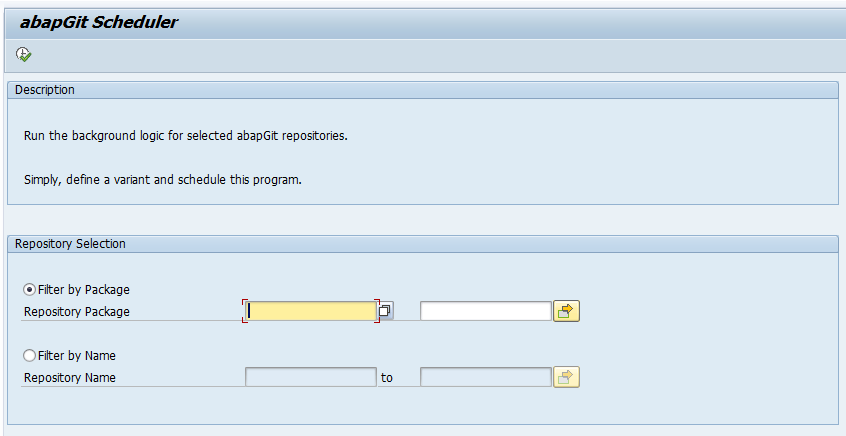 abapGit Scheduler
Description
Run the background logic for selected abapGit repositories.
Simply, define a variant and schedule this program.
Repository Selection
Filter by Package
Repository Package
Filter by Name
Repository Name to